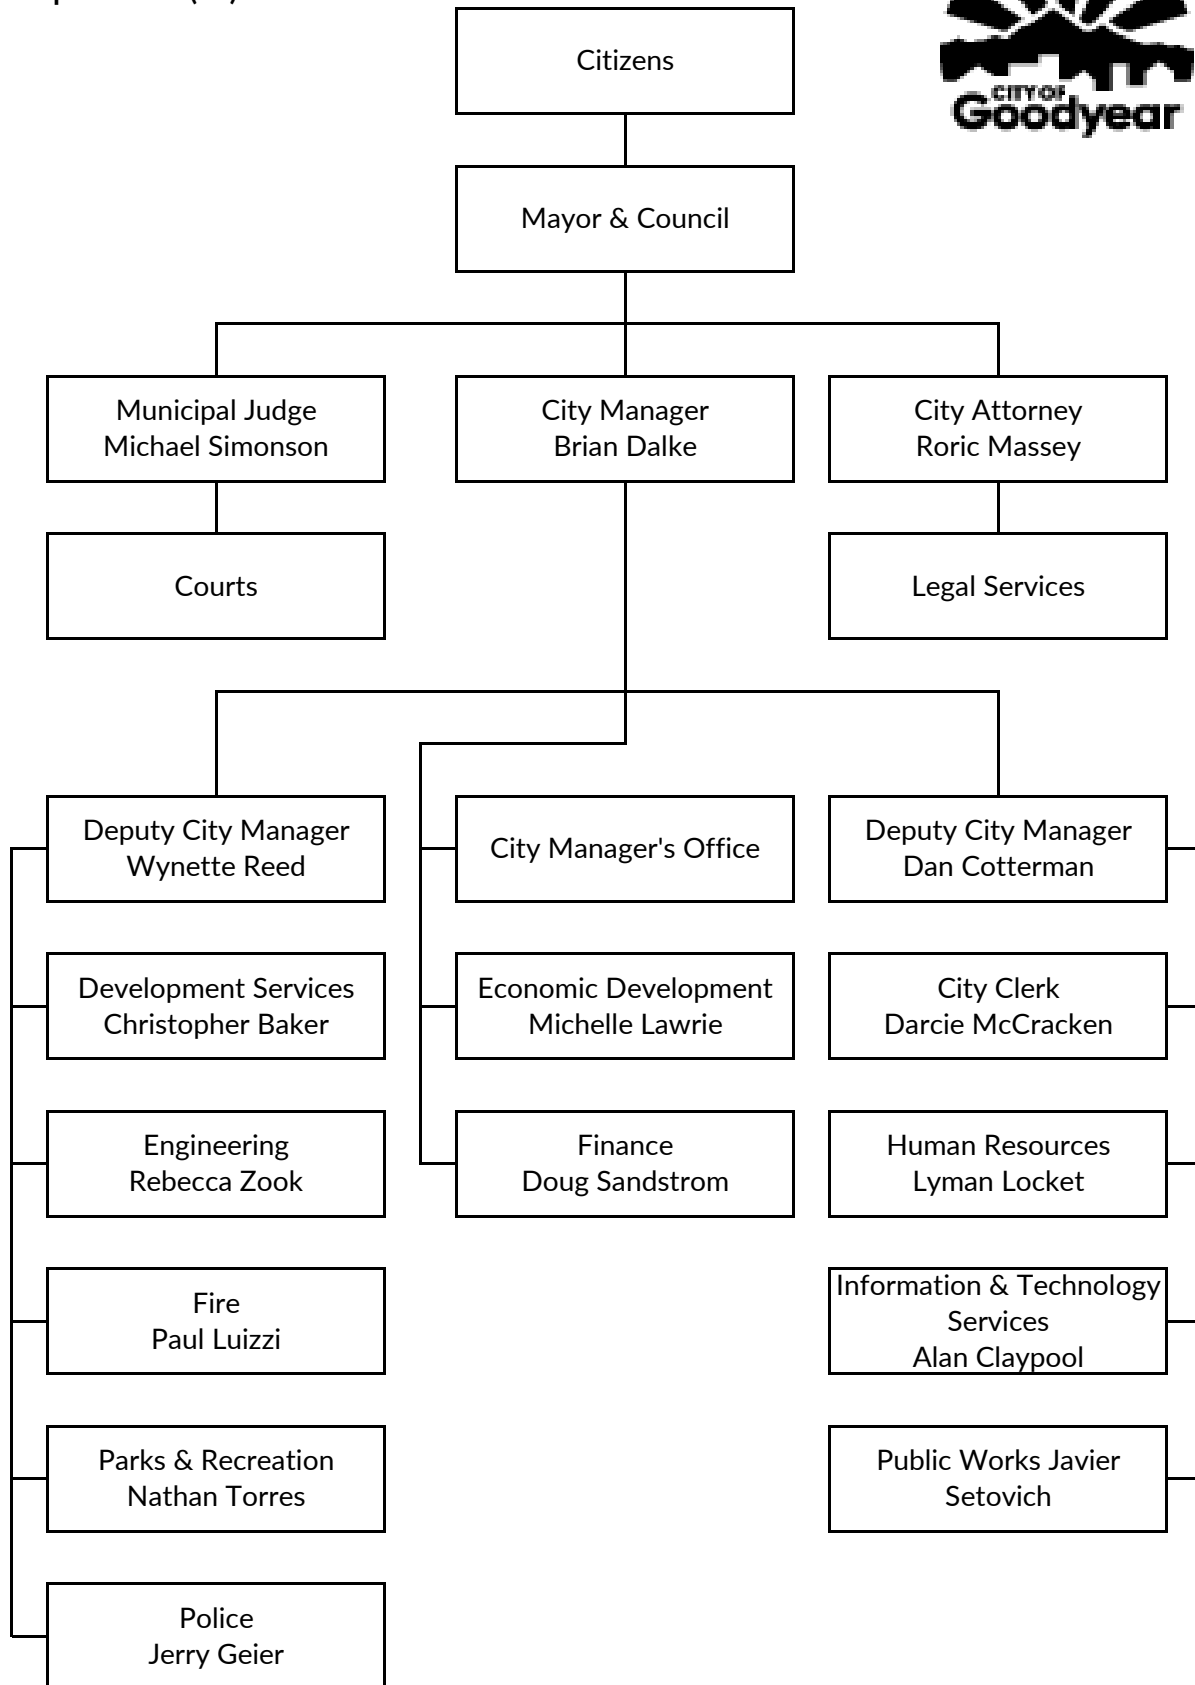 Citizens
CITY OF
Goodyear
Mayor & Council
Municipal Judge
Michael Simonson
City Manager
Brian Dalke
City Attorney
Roric Massey
Courts
Legal Services
Deputy City Manager
Wynette Reed
City Manager's Office
Deputy City Manager
Dan Cotterman
Development Services
Christopher Baker
Economic Development
Michelle Lawrie
City Clerk
Darcie McCracken
Engineering
Rebecca Zook
Finance
Doug Sandstrom
Human Resources
Lyman Locket
Fire
Paul Luizzi
Information & Technology
Services
Alan Claypool
Parks & Recreation
Nathan Torres
Public Works Javier
Setovich
Police
Jerry Geier